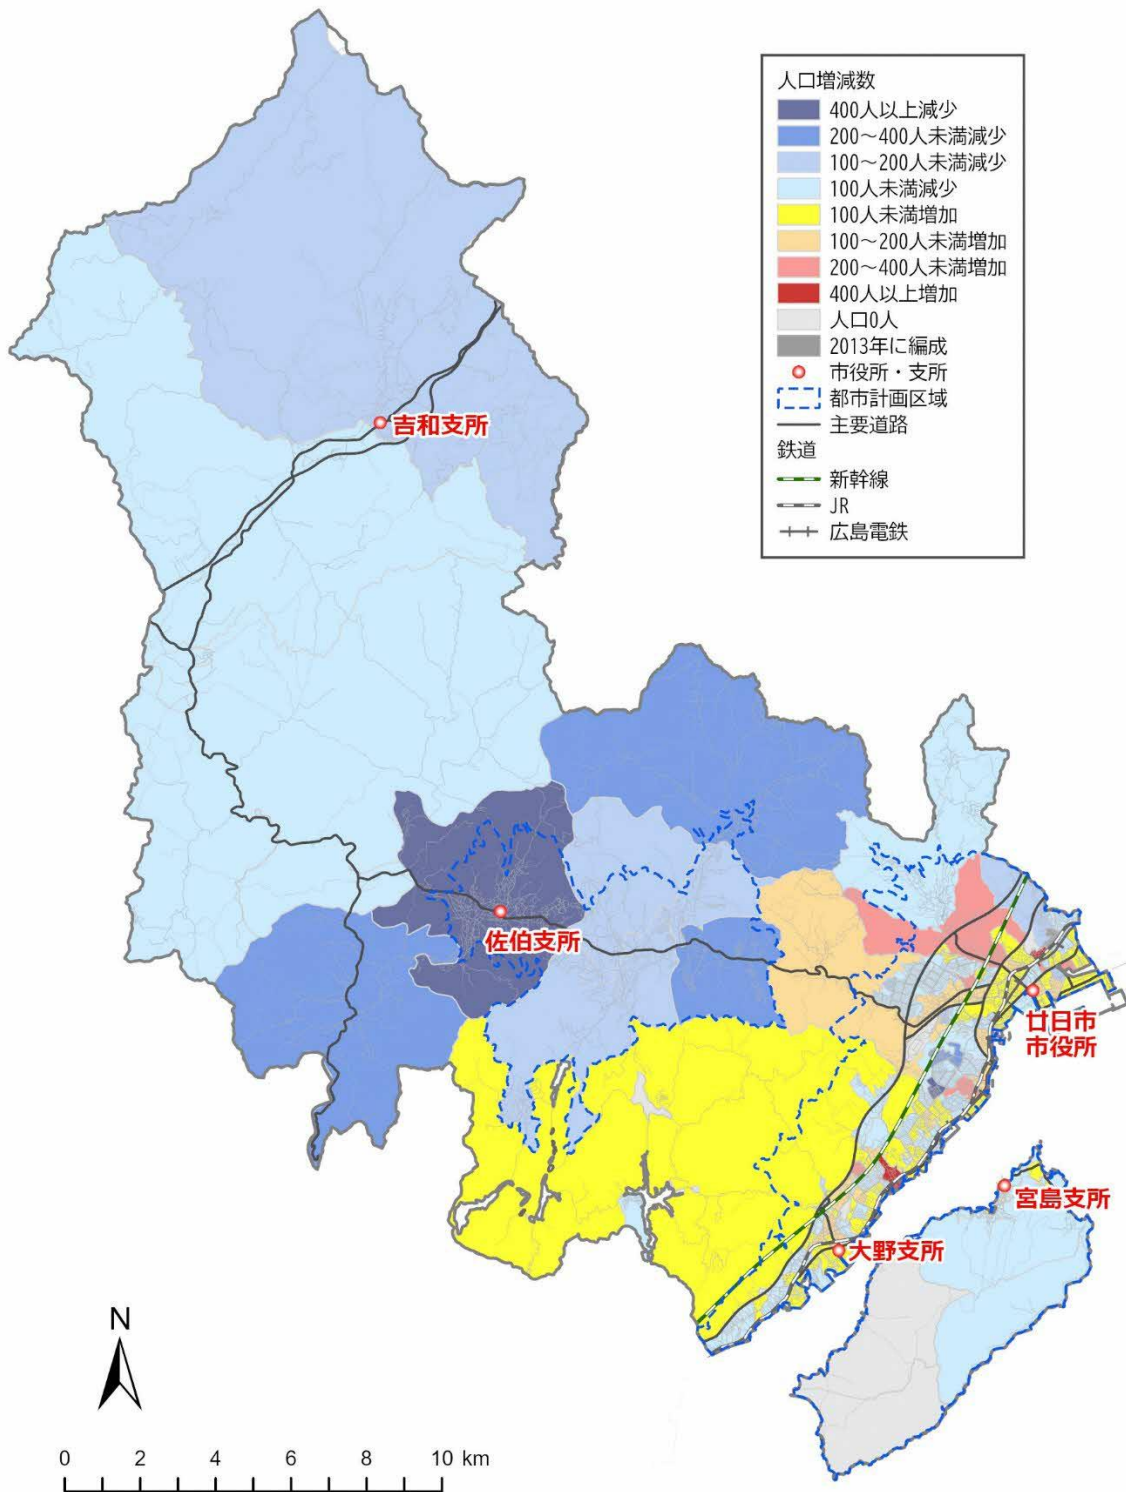 人口増減数
400人以上減少
200～400人未満減少
100～200人未満減少
100人未満減少
100人未満増加
100～200人未満増加
200～400人未満増加
400人以上増加
人口0人
2013年に編成
市役所・支所
都市計画区域
主要道路
鉄道
新幹線
JR
広島電鉄
吉和支所
佐伯支所
廿日市
市役所
宮島支所
大野支所
N
0 2 4 6 8 10 km